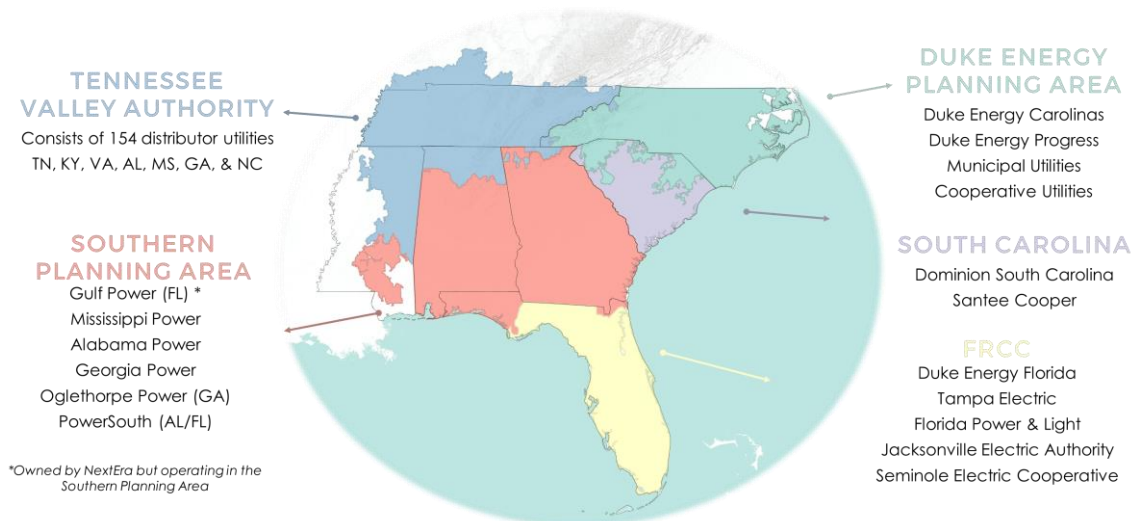 TENNESSEE
VALLEY AUTHORITY
Consists of 154 distributor utilities
TN, KY, VA, AL, MS, GA, & NC
SOUTHERN
PLANNING AREA
Gulf Power (FL) *
Mississippi Power
Alabama Power
Georgia Power
Oglethorpe Power (GA)
PowerSouth (AL/FL)
*Owned by NextEra but operating in the
Southern Planning Area
DUKE ENERGY
PLANNING AREA
Duke Energy Carolinas
Duke Energy Progress
Municipal Utilities
Cooperative Utilities
SOUTH CAROLINA
Dominion South Carolina
Santee Cooper
FRCC
Duke Energy Florida
Tampa Electric
Florida Power & Light
Jacksonville Electric Authority
Seminole Electric Cooperative